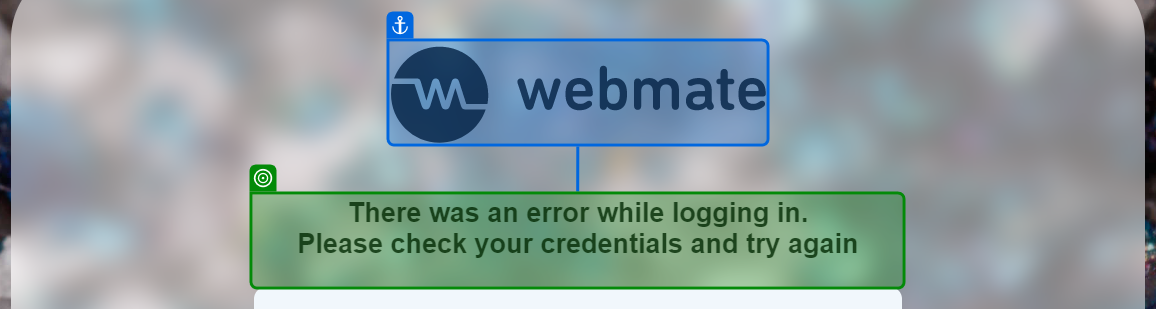 webmate
There was an error while logging in.
Please check your credentials and try again